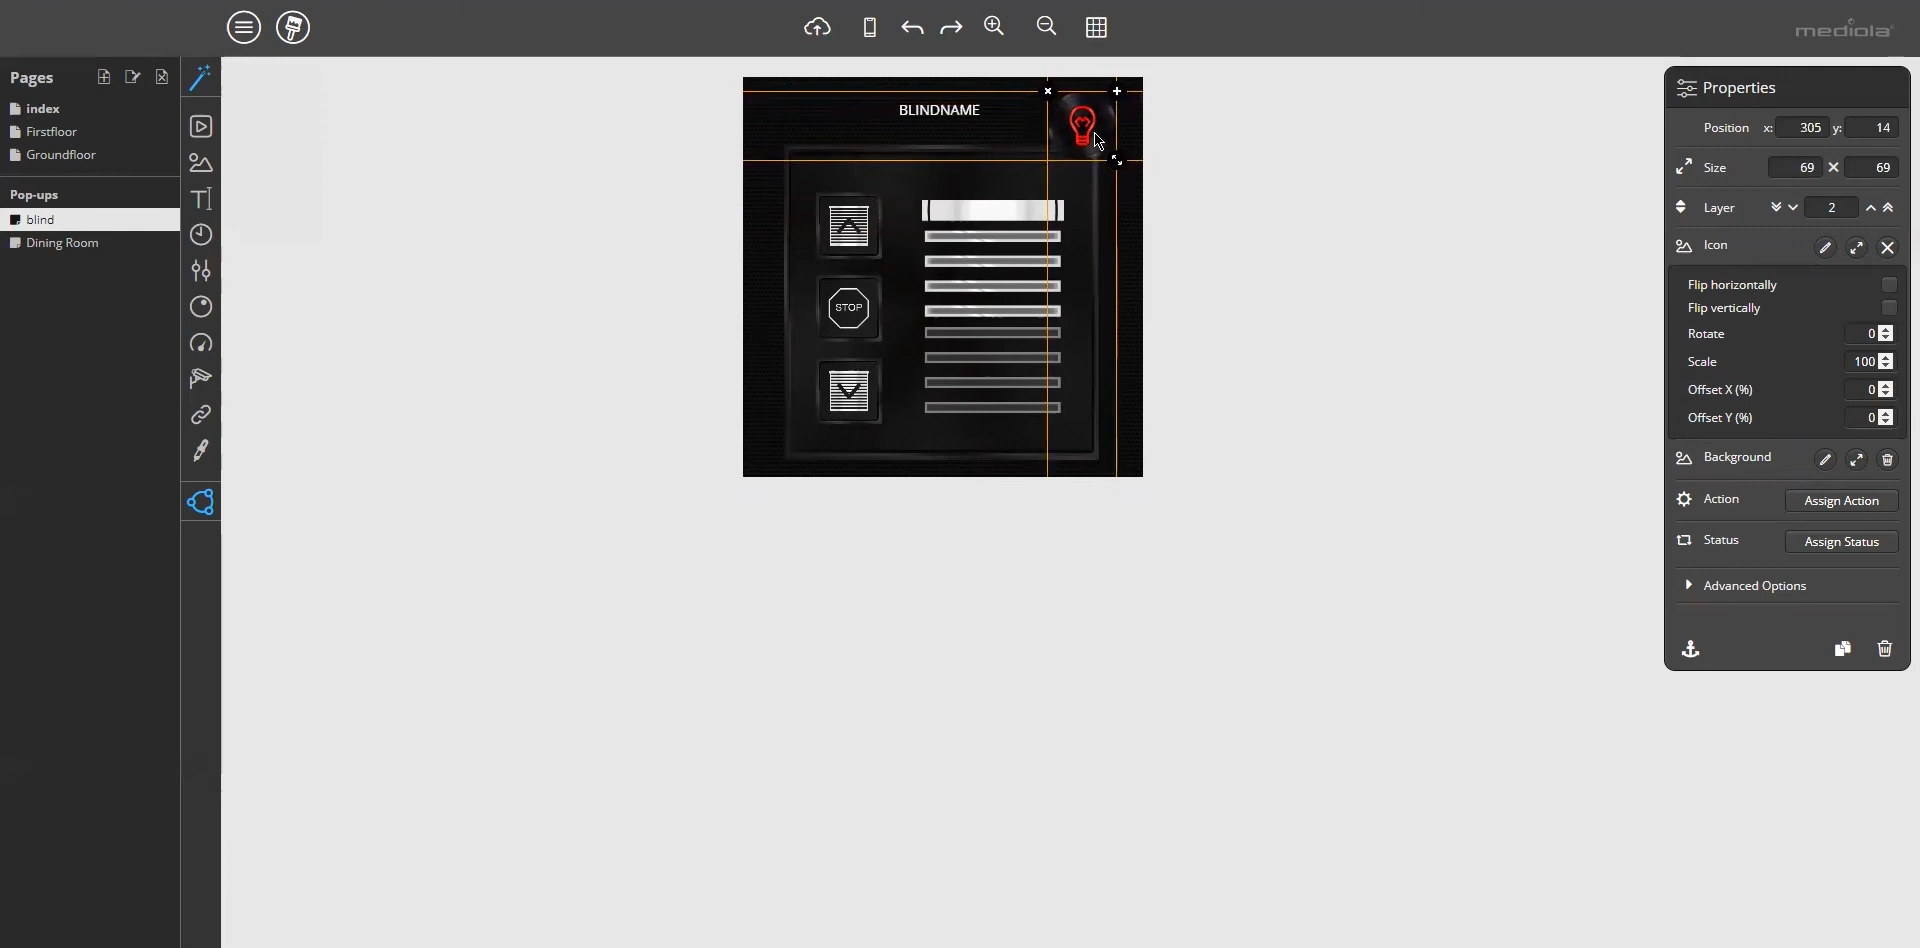 mediola
Pages
index
Firstfloor
Groundfloor
Pop-ups
blind
Dining Room
BLINDNAME
STOP
Properties
Position x: 305 y: 14
Size 69 69
Layer 2
Icon
Flip horizontally
Flip vertically
Rotate 0
Scale 100
Offset X (%) 0
Offset Y (%) 0
Background
Action Assign Action
Status Assign Status
Advanced Options